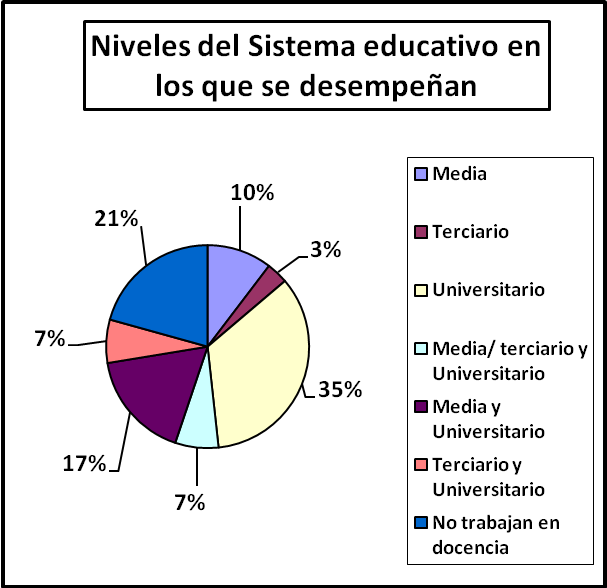 Niveles del Sistema educativo en
los que se desempeñan
10%
3%
35%
7%
17%
7%
21%
Media
Terciario
Universitario
Media/ terciario y
Universitario
Media y
Universitario
Terciario y
Universitario
No trabajan en
docencia